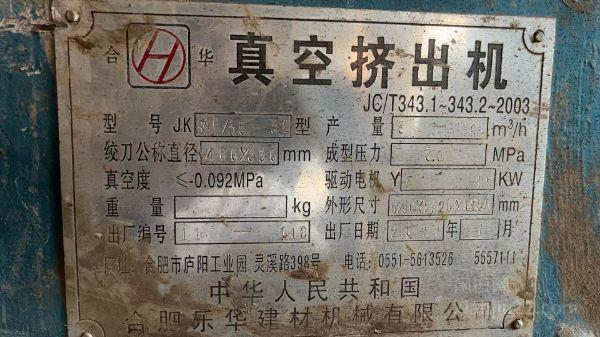 合 H 华 真空挤出机
JC/T343.1~343.2~2003
型号 JK 型 产量 m³/h
绞刀公称直径 mm 成型压力 MPa
真空度 ≤-0.092MPa 驱动电机 Y KW
重量 kg 外形尺寸 mm
出厂编号 出厂日期 月
厂址: 合肥市庐阳工业园 灵溪路398号 电话: 0551-5613526 5557111
中华人民共和国
合肥乐华建材机械有限公司